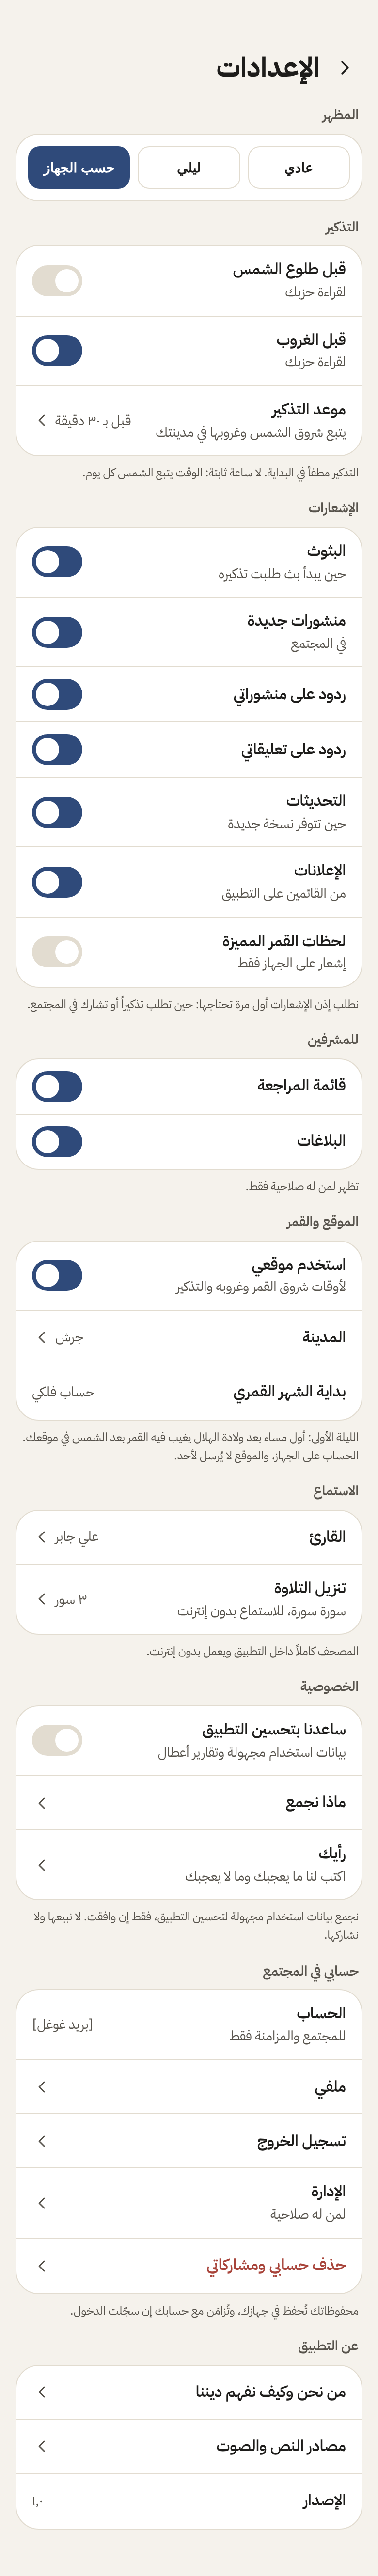 الإعدادات
المظهر
عادي
ليلي
حسب الجهاز
التذكير
قبل طلوع الشمس
لقراءة حزبك
قبل الغروب
لقراءة حزبك
موعد التذكير
يتبع شروق الشمس وغروبها في مدينتك
قبل بـ ٣٠ دقيقة
التذكير مطفأ في البداية. لا ساعة ثابتة: الوقت يتبع الشمس كل يوم.
الإشعارات
البثوث
حين يبدأ بث طلبت تذكيره
منشورات جديدة
في المجتمع
ردود على منشوراتي
ردود على تعليقاتي
التحديثات
حين تتوفر نسخة جديدة
الإعلانات
من القائمين على التطبيق
لحظات القمر المميزة
إشعار على الجهاز فقط
نطلب إذن الإشعارات أول مرة تحتاجها: حين تطلب تذكيراً أو تشارك في المجتمع.
للمشرفين
قائمة المراجعة
البلاغات
تظهر لمن له صلاحية فقط.
الموقع والقمر
استخدم موقعي
لأوقات شروق القمر وغروبه والتذكير
المدينة
جرش
بداية الشهر القمري
حساب فلكي
الليلة الأولى: أول مساء بعد ولادة الهلال يغيب فيه القمر بعد الشمس في موقعك.
الحساب على الجهاز، والموقع لا يُرسل لأحد.
الاستماع
القارئ
علي جابر
تنزيل التلاوة
سورة سورة، للاستماع بدون إنترنت
٣ سور
المصحف كاملاً داخل التطبيق ويعمل بدون إنترنت.
الخصوصية
ساعدنا بتحسين التطبيق
بيانات استخدام مجهولة وتقارير أعطال
ماذا نجمع
رأيك
اكتب لنا ما يعجبك وما لا يعجبك
نجمع بيانات استخدام مجهولة لتحسين التطبيق، فقط إن وافقت. لا نبيعها ولا
نشاركها.
حسابي في المجتمع
الحساب
للمجتمع والمزامنة فقط
[بريد غوغل]
ملفي
تسجيل الخروج
الإدارة
لمن له صلاحية
حذف حسابي ومشاركاتي
محفوظاتك تُحفظ في جهازك، وتُزامَن مع حسابك إن سجّلت الدخول.
عن التطبيق
من نحن وكيف نفهم ديننا
مصادر النص والصوت
الإصدار
١,٠